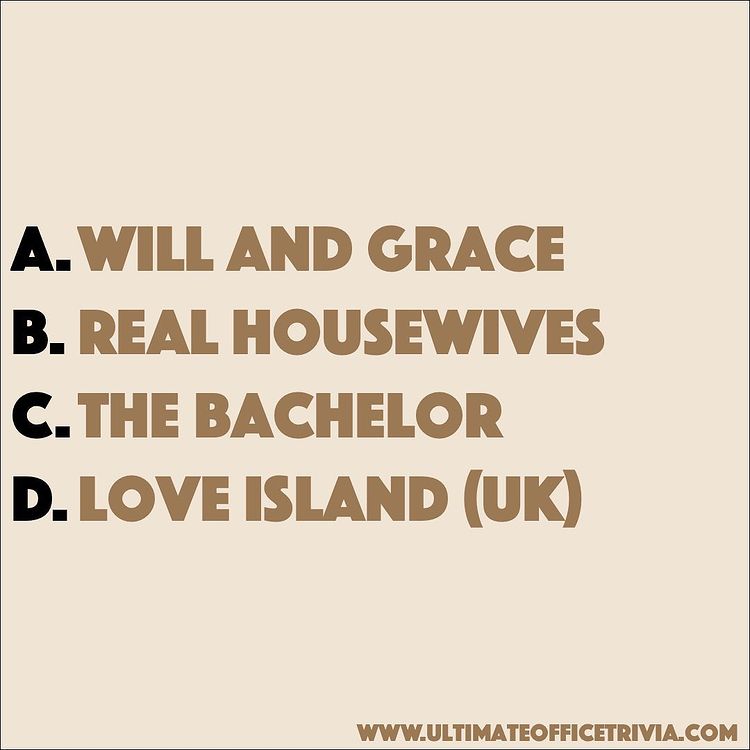 A. WILL AND GRACE
B. REAL HOUSEWIVES
C. THE BACHELOR
D. LOVE ISLAND (UK)
WWW.ULTIMATEOFFICETRIVIA.COM